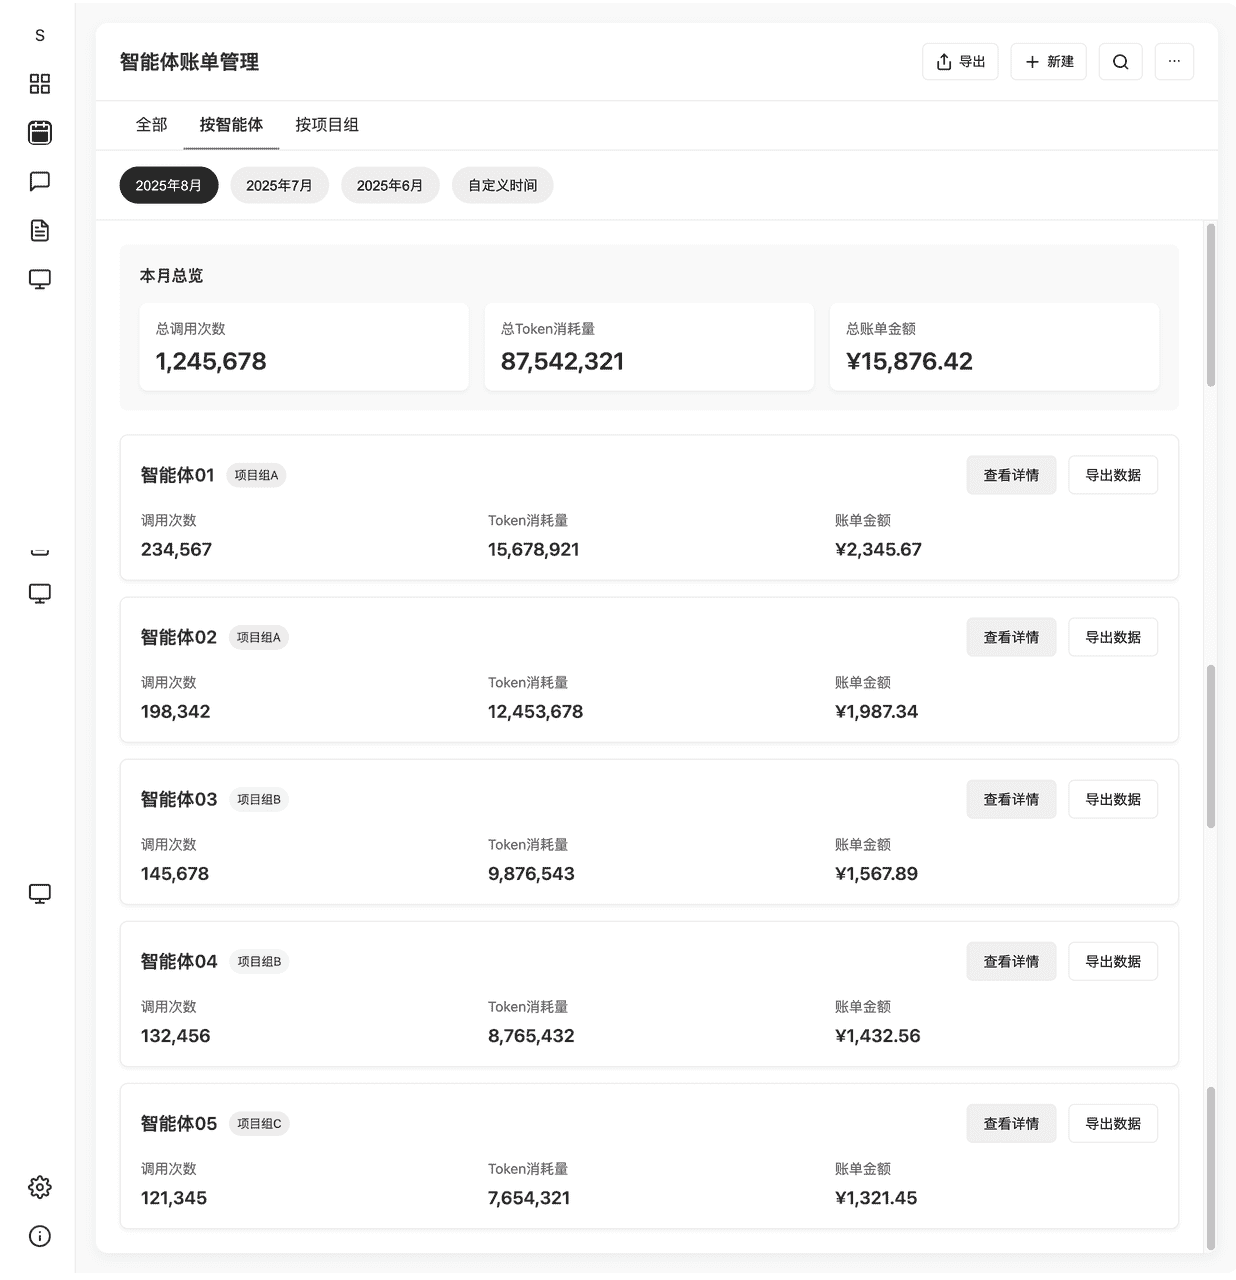 S
智能体账单管理
导出
新建
...
全部 按智能体 按项目组
2025年8月 2025年7月 2025年6月 自定义时间
本月总览
总调用次数 总Token消耗量 总账单金额
1,245,678 87,542,321 ¥15,876.42
智能体01 项目组A 查看详情 导出数据
调用次数 Token消耗量 账单金额
234,567 15,678,921 ¥2,345.67
智能体02 项目组A 查看详情 导出数据
调用次数 Token消耗量 账单金额
198,342 12,453,678 ¥1,987.34
智能体03 项目组B 查看详情 导出数据
调用次数 Token消耗量 账单金额
145,678 9,876,543 ¥1,567.89
智能体04 项目组B 查看详情 导出数据
调用次数 Token消耗量 账单金额
132,456 8,765,432 ¥1,432.56
智能体05 项目组C 查看详情 导出数据
调用次数 Token消耗量 账单金额
121,345 7,654,321 ¥1,321.45